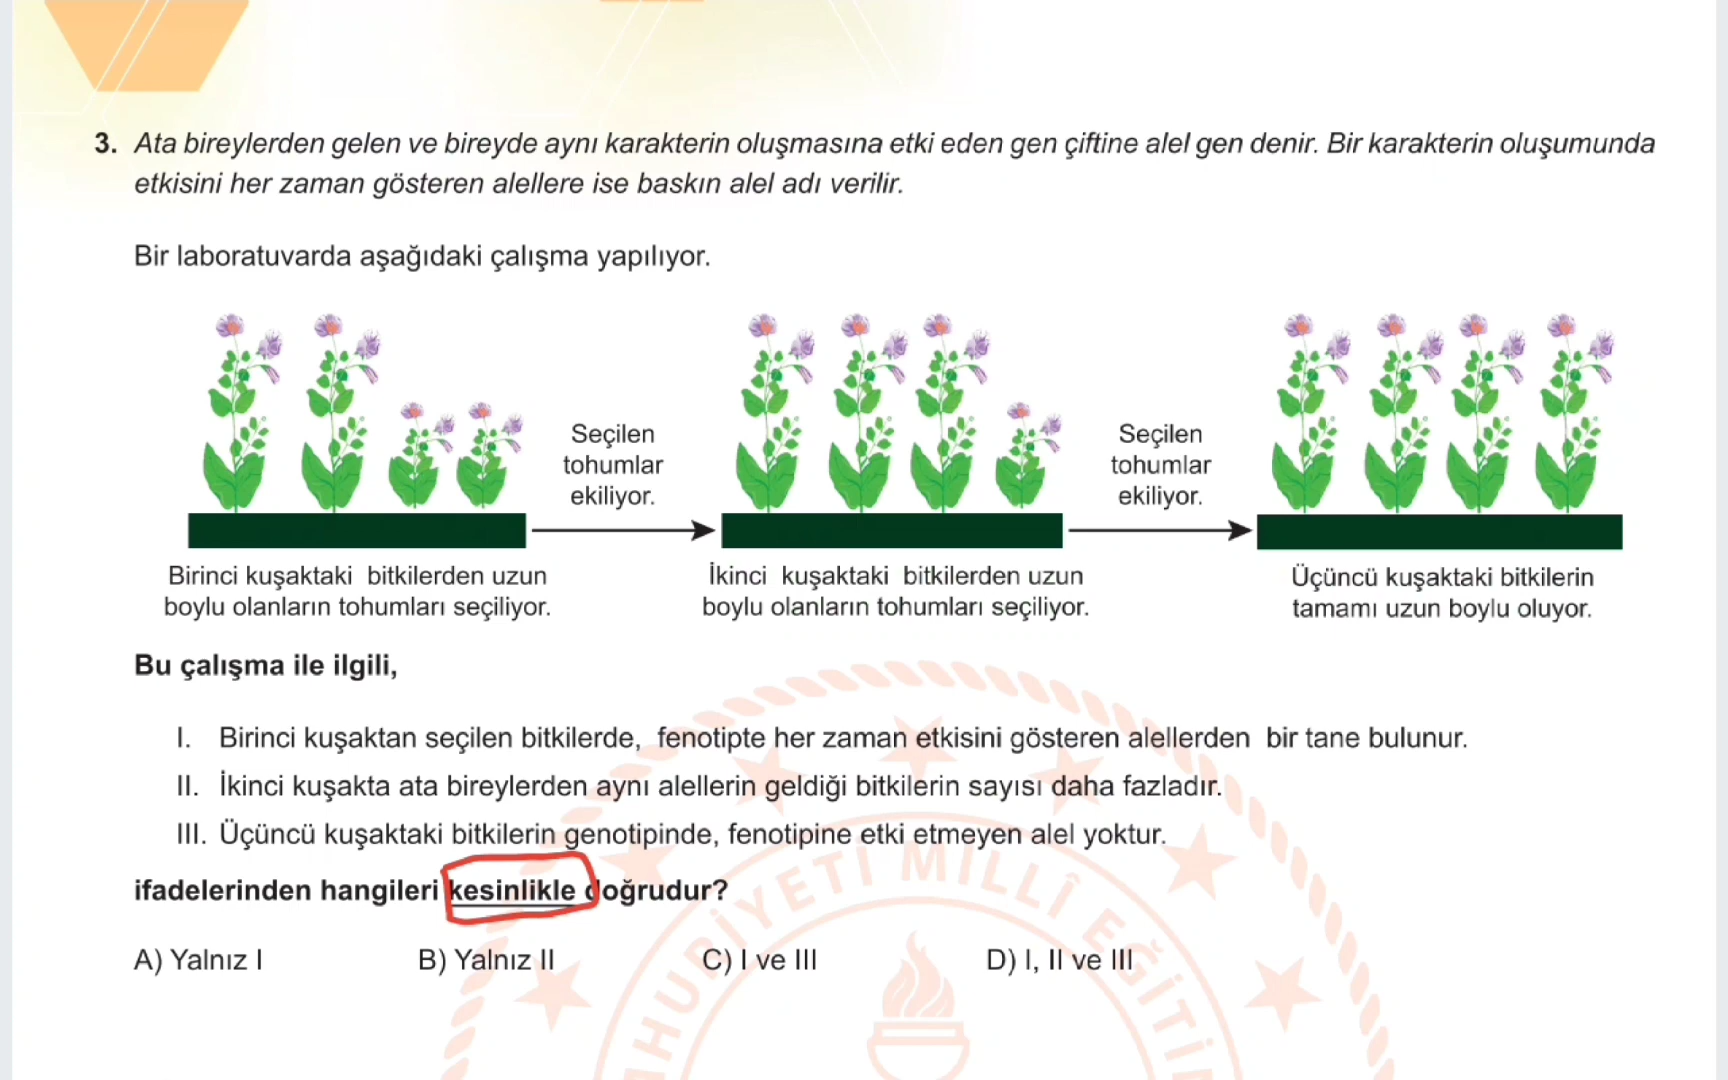 3. Ata bireylerden gelen ve bireyde aynı karakterin oluşmasına etki eden gen çiftine alel gen denir. Bir karakterin oluşumunda
etkisini her zaman gösteren alellere ise baskın alel adı verilir.
Bir laboratuvarda aşağıdaki çalışma yapılıyor.
Seçilen
tohumlar
ekiliyor.
Seçilen
tohumlar
ekiliyor.
Birinci kuşaktaki bitkilerden uzun
boylu olanların tohumları seçiliyor.
İkinci kuşaktaki bitkilerden uzun
boylu olanların tohumları seçiliyor.
Üçüncü kuşaktaki bitkilerin
tamamı uzun boylu oluyor.
Bu çalışma ile ilgili,
I. Birinci kuşaktan seçilen bitkilerde, fenotipte her zaman etkisini gösteren alellerden bir tane bulunur.
II. İkinci kuşakta ata bireylerden aynı alellerin geldiği bitkilerin sayısı daha fazladır.
III. Üçüncü kuşaktaki bitkilerin genotipinde, fenotipine etki etmeyen alel yoktur.
ifadelerinden hangileri kesinlikle doğrudur?
A) Yalnız I
B) Yalnız II
C) I ve III
D) I, II ve III